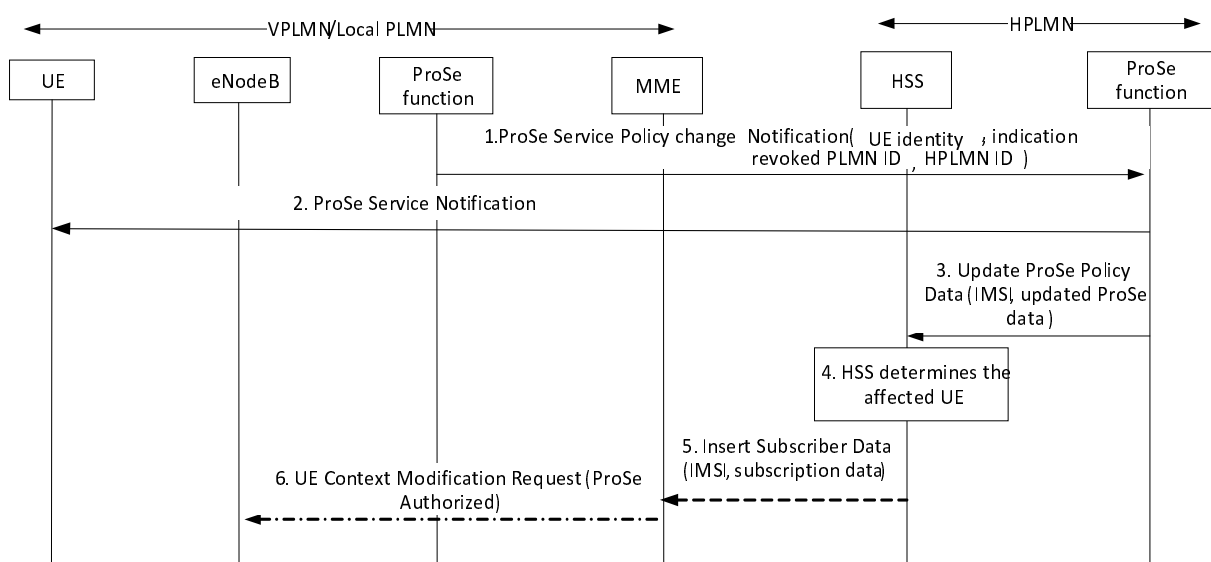 VPLMN/Local PLMN
HPLMN
UE
eNodeB
ProSe
function
MME
HSS
ProSe
function
1.ProSe Service Policy change Notification( UE identity , indication
revoked PLMN ID , HPLMN ID )
2. ProSe Service Notification
3. Update ProSe Policy
Data (IMSI, updated ProSe
data )
4. HSS determines the
affected UE
5. Insert Subscriber Data
(IMSI, subscription data)
6. UE Context Modification Request (ProSe
Authorized)